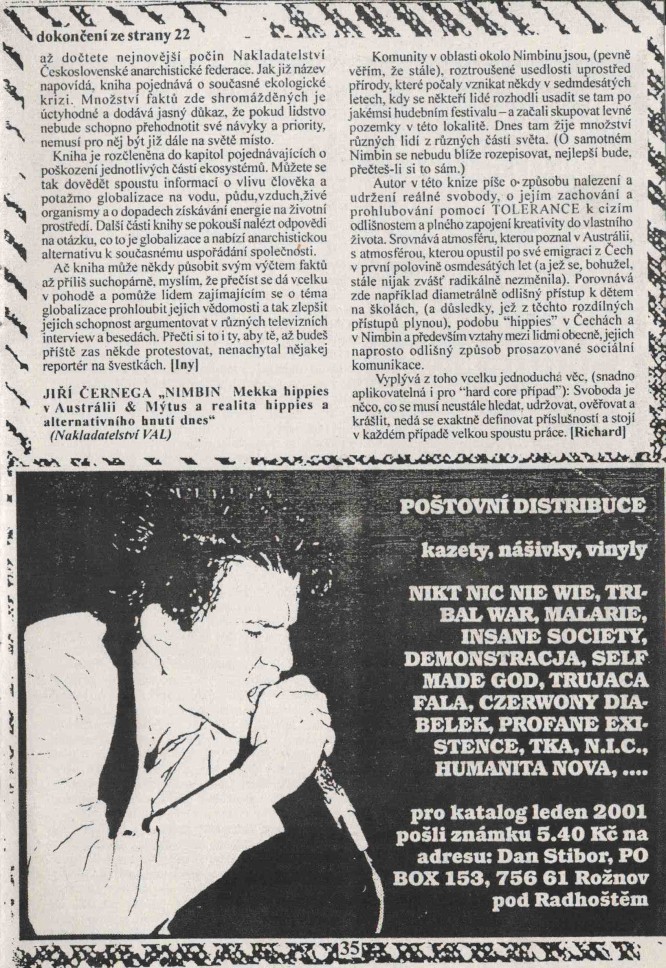 dokončení ze strany 22
až dočtete nejnovější počin Nakladatelství
Československé anarchistické federace. Jak již název
napovídá, kniha pojednává o současné ekologické
krizi. Množství faktů zde shromážděných je
úctyhodné a dodává jasný důkaz, že pokud lidstvo
nebude schopno přehodnotit své návyky a priority,
nemusí pro něj být již dále na světě místo.
Kniha je rozčleněna do kapitol pojednávajících o
poškození jednotlivých částí ekosystémů. Můžete se
tak dovědět spoustu informací o vlivu člověka a
potažmo globalizace na vodu, půdu,vzduch,živé
organismy a o dopadech získávání energie na životní
prostředí. Další části knihy se pokouší nalézt odpovědi
na otázku, co to je globalizace a nabízí anarchistickou
alternativu k současnému uspořádání společnosti.
Ač kniha může někdy působit svým výčtem faktů
až příliš suchopárně, myslím, že přečíst se dá vcelku
v pohodě a pomůže lidem zajímajícím se o téma
globalizace prohloubit jejich vědomosti a tak zlepšit
jejich schopnost argumentovat v různých televizních
interview a besedách. Přečti si to i ty, aby tě, až budeš
příště zas někde protestovat, nenachytal nějakej
reportér na švestkách. [Iny]
JIŘÍ ČERNEGA „NIMBIN Mekka hippies
v Austrálii & Mýtus a realita hippies a
alternativního hnutí dnes“
(Nakladatelství VAL)
Komunity v oblasti okolo Nimbinu jsou, (pevně
věřím, že stále), roztroušené usedlosti uprostřed
přírody, které počaly vznikat někdy v sedmdesátých
letech, kdy se někteří lidé rozhodli usadit se tam po
jakémsi hudebním festivalu – a začali skupovat levné
pozemky v této lokalitě. Dnes tam žije množství
různých lidí z různých částí světa. (O samotném
Nimbin se nebudu blíže rozepisovat, nejlepší bude,
přečteš-li si to sám.)
Autor v této knize píše o způsobu nalezení a
udržení reálné svobody, o jejím zachování a
prohlubování pomocí TOLERANCE k cizím
odlišnostem a plného zapojení kreativity do vlastního
života. Srovnává atmosféru, kterou poznal v Austrálii,
s atmosférou, kterou opustil po své emigraci z Čech
v první polovině osmdesátých let (a jež se, bohužel,
stále nijak zvášť radikálně nezměnila). Porovnává
zde například diametrálně odlišný přístup k dětem
na školách, (a důsledky, jež z těchto rozdílných
přístupů plynou), podobu “hippies” v Čechách a
v Nimbin a především vztahy mezi lidmi obecně, jejich
naprosto odlišný způsob prosazované sociální
komunikace.
Vyplývá z toho vcelku jednoduchá věc, (snadno
aplikovatelná i pro “hard core případ”): Svoboda je
něco, co se musí neustále hledat, udržovat, ověřovat a
krášlit, nedá se exaktně definovat příslušností a stojí
v každém případě velkou spoustu práce. [Richard]
POŠTOVNÍ DISTRIBUCE
kazety, nášivky, vinyly
NIKT NIC NIE WIE, TRI-
BAL WAR, MALARIE,
INSANE SOCIETY,
DEMONSTRACJA, SELF
MADE GOD, TRUJACA
FALA, CZERWONY DIA-
BELEK, PROFANE EXI-
STENCE, TKA, N.I.C.,
HUMANITA NOVA, ....
pro katalog leden 2001
pošli známku 5.40 Kč na
adresu: Dan Stibor, PO
BOX 153, 756 61 Rožnov
pod Radhoštěm
35